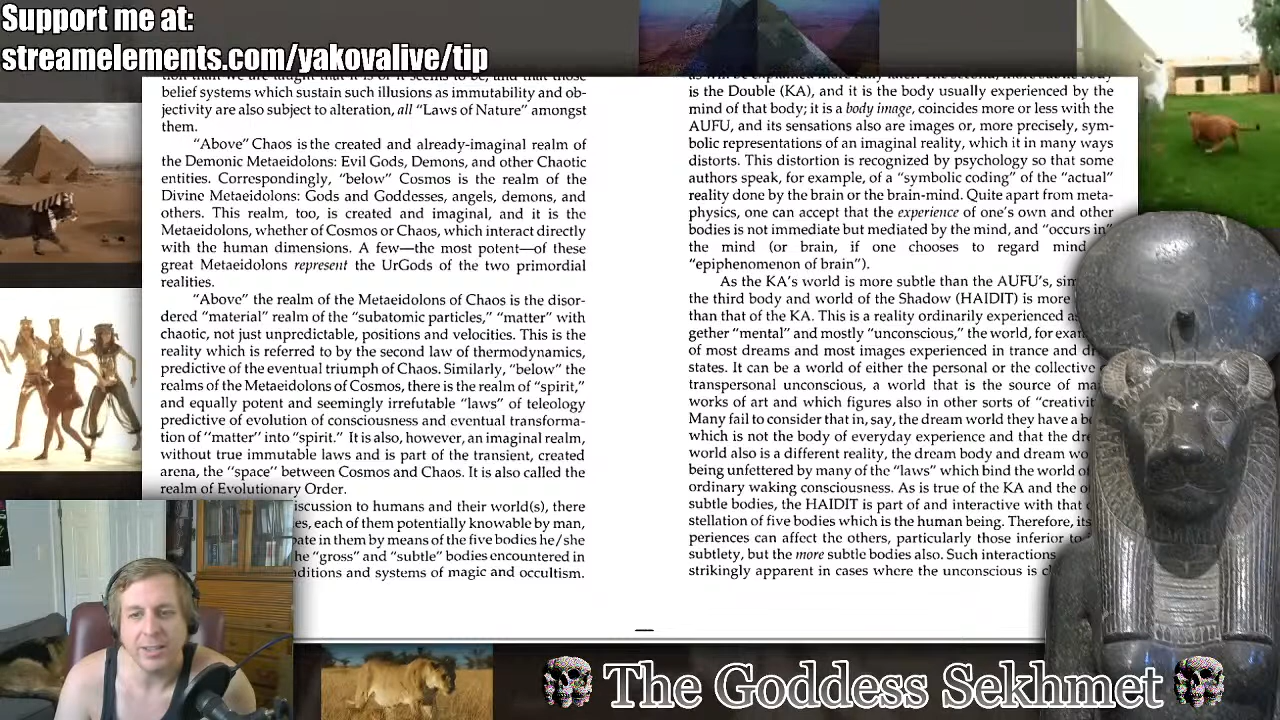 Support me at:
streamelements.com/yakovalive/tip
belief systems which sustain such illusions as immutability and ob-
jectivity are also subject to alteration, all “Laws of Nature” amongst
them.
“Above” Chaos is the created and already-imaginal realm of
the Demonic Metaeidolons: Evil Gods, Demons, and other Chaotic
entities. Correspondingly, “below” Cosmos is the realm of the
Divine Metaeidolons: Gods and Goddesses, angels, demons, and
others. This realm, too, is created and imaginal, and it is the
Metaeidolons, whether of Cosmos or Chaos, which interact directly
with the human dimensions. A few—the most potent—of these
great Metaeidolons represent the UrGods of the two primordial
realities.
“Above” the realm of the Metaeidolons of Chaos is the disor-
dered “material” realm of the “subatomic particles,” “matter” with
chaotic, not just unpredictable, positions and velocities. This is the
reality which is referred to by the second law of thermodynamics,
predictive of the eventual triumph of Chaos. Similarly, “below” the
realms of the Metaeidolons of Cosmos, there is the realm of “spirit,”
and equally potent and seemingly irrefutable “laws” of teleology
predictive of evolution of consciousness and eventual transforma-
tion of “matter” into “spirit.” It is also, however, an imaginal realm,
without true immutable laws and is part of the transient, created
arena, the “space” between Cosmos and Chaos. It is also called the
realm of Evolutionary Order.
iscussion to humans and their world(s), there
es, each of them potentially knowable by man,
pate in them by means of the five bodies he/she
he “gross” and “subtle” bodies encountered in
ditions and systems of magic and occultism.
is the Double (KA), and it is the body usually experienced by the
mind of that body; it is a body image, coincides more or less with the
AUFU, and its sensations also are images or, more precisely, sym-
bolic representations of an imaginal reality, which it in many ways
distorts. This distortion is recognized by psychology so that some
authors speak, for example, of a “symbolic coding” of the “actual”
reality done by the brain or the brain-mind. Quite apart from meta-
physics, one can accept that the experience of one’s own and other
bodies is not immediate but mediated by the mind, and “occurs in”
the mind (or brain, if one chooses to regard mind
“epiphenomenon of brain”).
As the KA’s world is more subtle than the AUFU’s,
the third body and world of the Shadow (HAIDIT) is more
than that of the KA. This is a reality ordinarily experienced
gether “mental” and mostly “unconscious,” the world, for
of most dreams and most images experienced in trance and
states. It can be a world of either the personal or the collective
transpersonal unconscious, a world that is the source of
works of art and which figures also in other sorts of
Many fail to consider that in, say, the dream world they have a
which is not the body of everyday experience and that the
world also is a different reality, the dream body and dream
being unfettered by many of the “laws” which bind the world of
ordinary waking consciousness. As is true of the KA and the
subtle bodies, the HAIDIT is part of and interactive with that
stellation of five bodies which is the human being. Therefore, its
periences can affect the others, particularly those inferior to
subtlety, but the more subtle bodies also. Such interactions
strikingly apparent in cases where the unconscious is
The Goddess Sekhmet